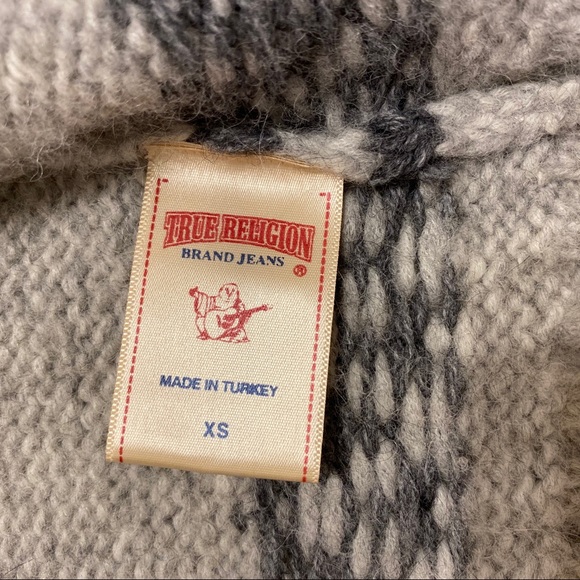 TRUE RELIGION
BRAND JEANS ®
MADE IN TURKEY
XS